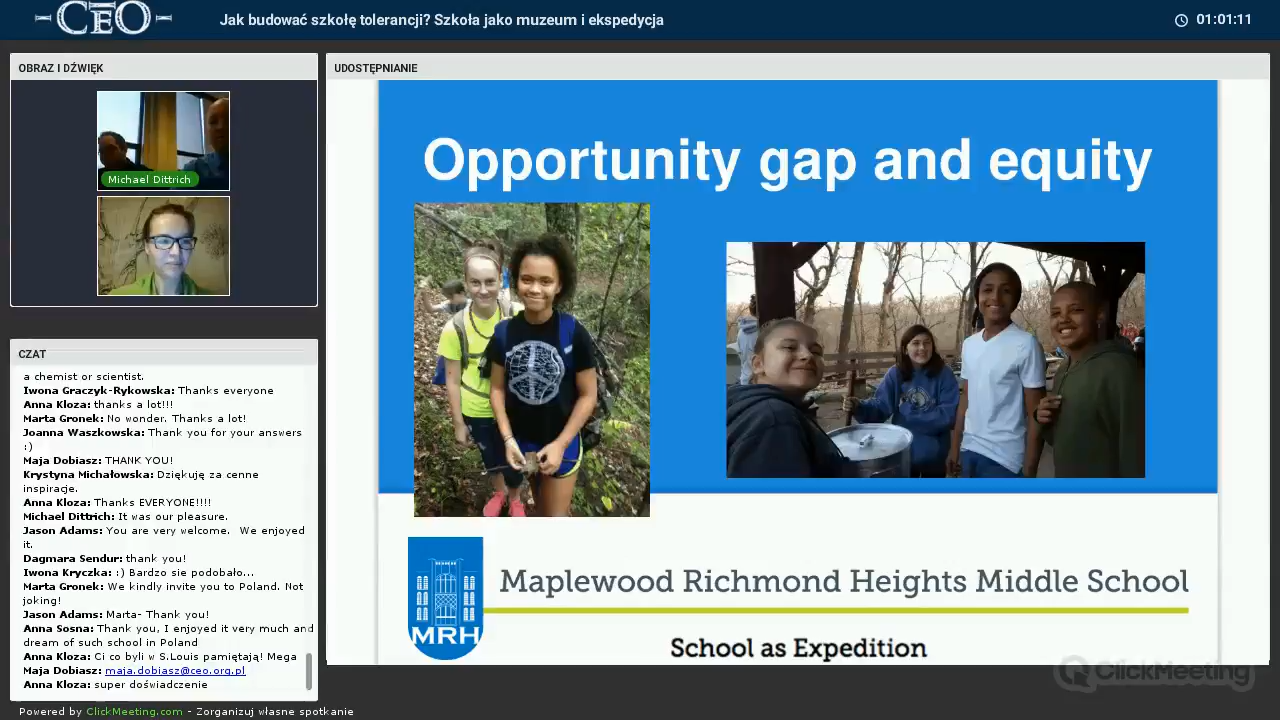 CEO
Jak budować szkołę tolerancji? Szkoła jako muzeum i ekspedycja
01:01:11
OBRAZ I DŹWIĘK
Michael Dittrich
CZAT
a chemist or scientist.
Iwona Graczyk-Rykowska: Thanks everyone
Anna Kloza: thanks a lot!!!
Marta Gronek: No wonder. Thanks a lot!
Joanna Waszkowska: Thank you for your answers
:)
Maja Dobiasz: THANK YOU!
Krystyna Michałowska: Dziękuję za cenne
inspiracje.
Anna Kloza: Thanks EVERYONE!!!!
Michael Dittrich: It was our pleasure.
Jason Adams: You are very welcome. We enjoyed
it.
Dagmara Sendur: thank you!
Iwona Kryczka: :) Bardzo sie podobało...
Marta Gronek: We kindly invite you to Poland. Not
joking!
Jason Adams: Marta- Thank you!
Anna Sosna: Thank you, I enjoyed it very much and
dream of such school in Poland
Anna Kloza: Ci co byli w S.Louis pamiętają! Mega
Maja Dobiasz: maja.dobiasz@ceo.org.pl
Anna Kloza: super doświadczenie
UDOSTĘPNIANIE
Opportunity gap and equity
MRH
Maplewood Richmond Heights Middle School
School as Expedition
ClickMeeting
Powered by ClickMeeting.com - Zorganizuj własne spotkanie